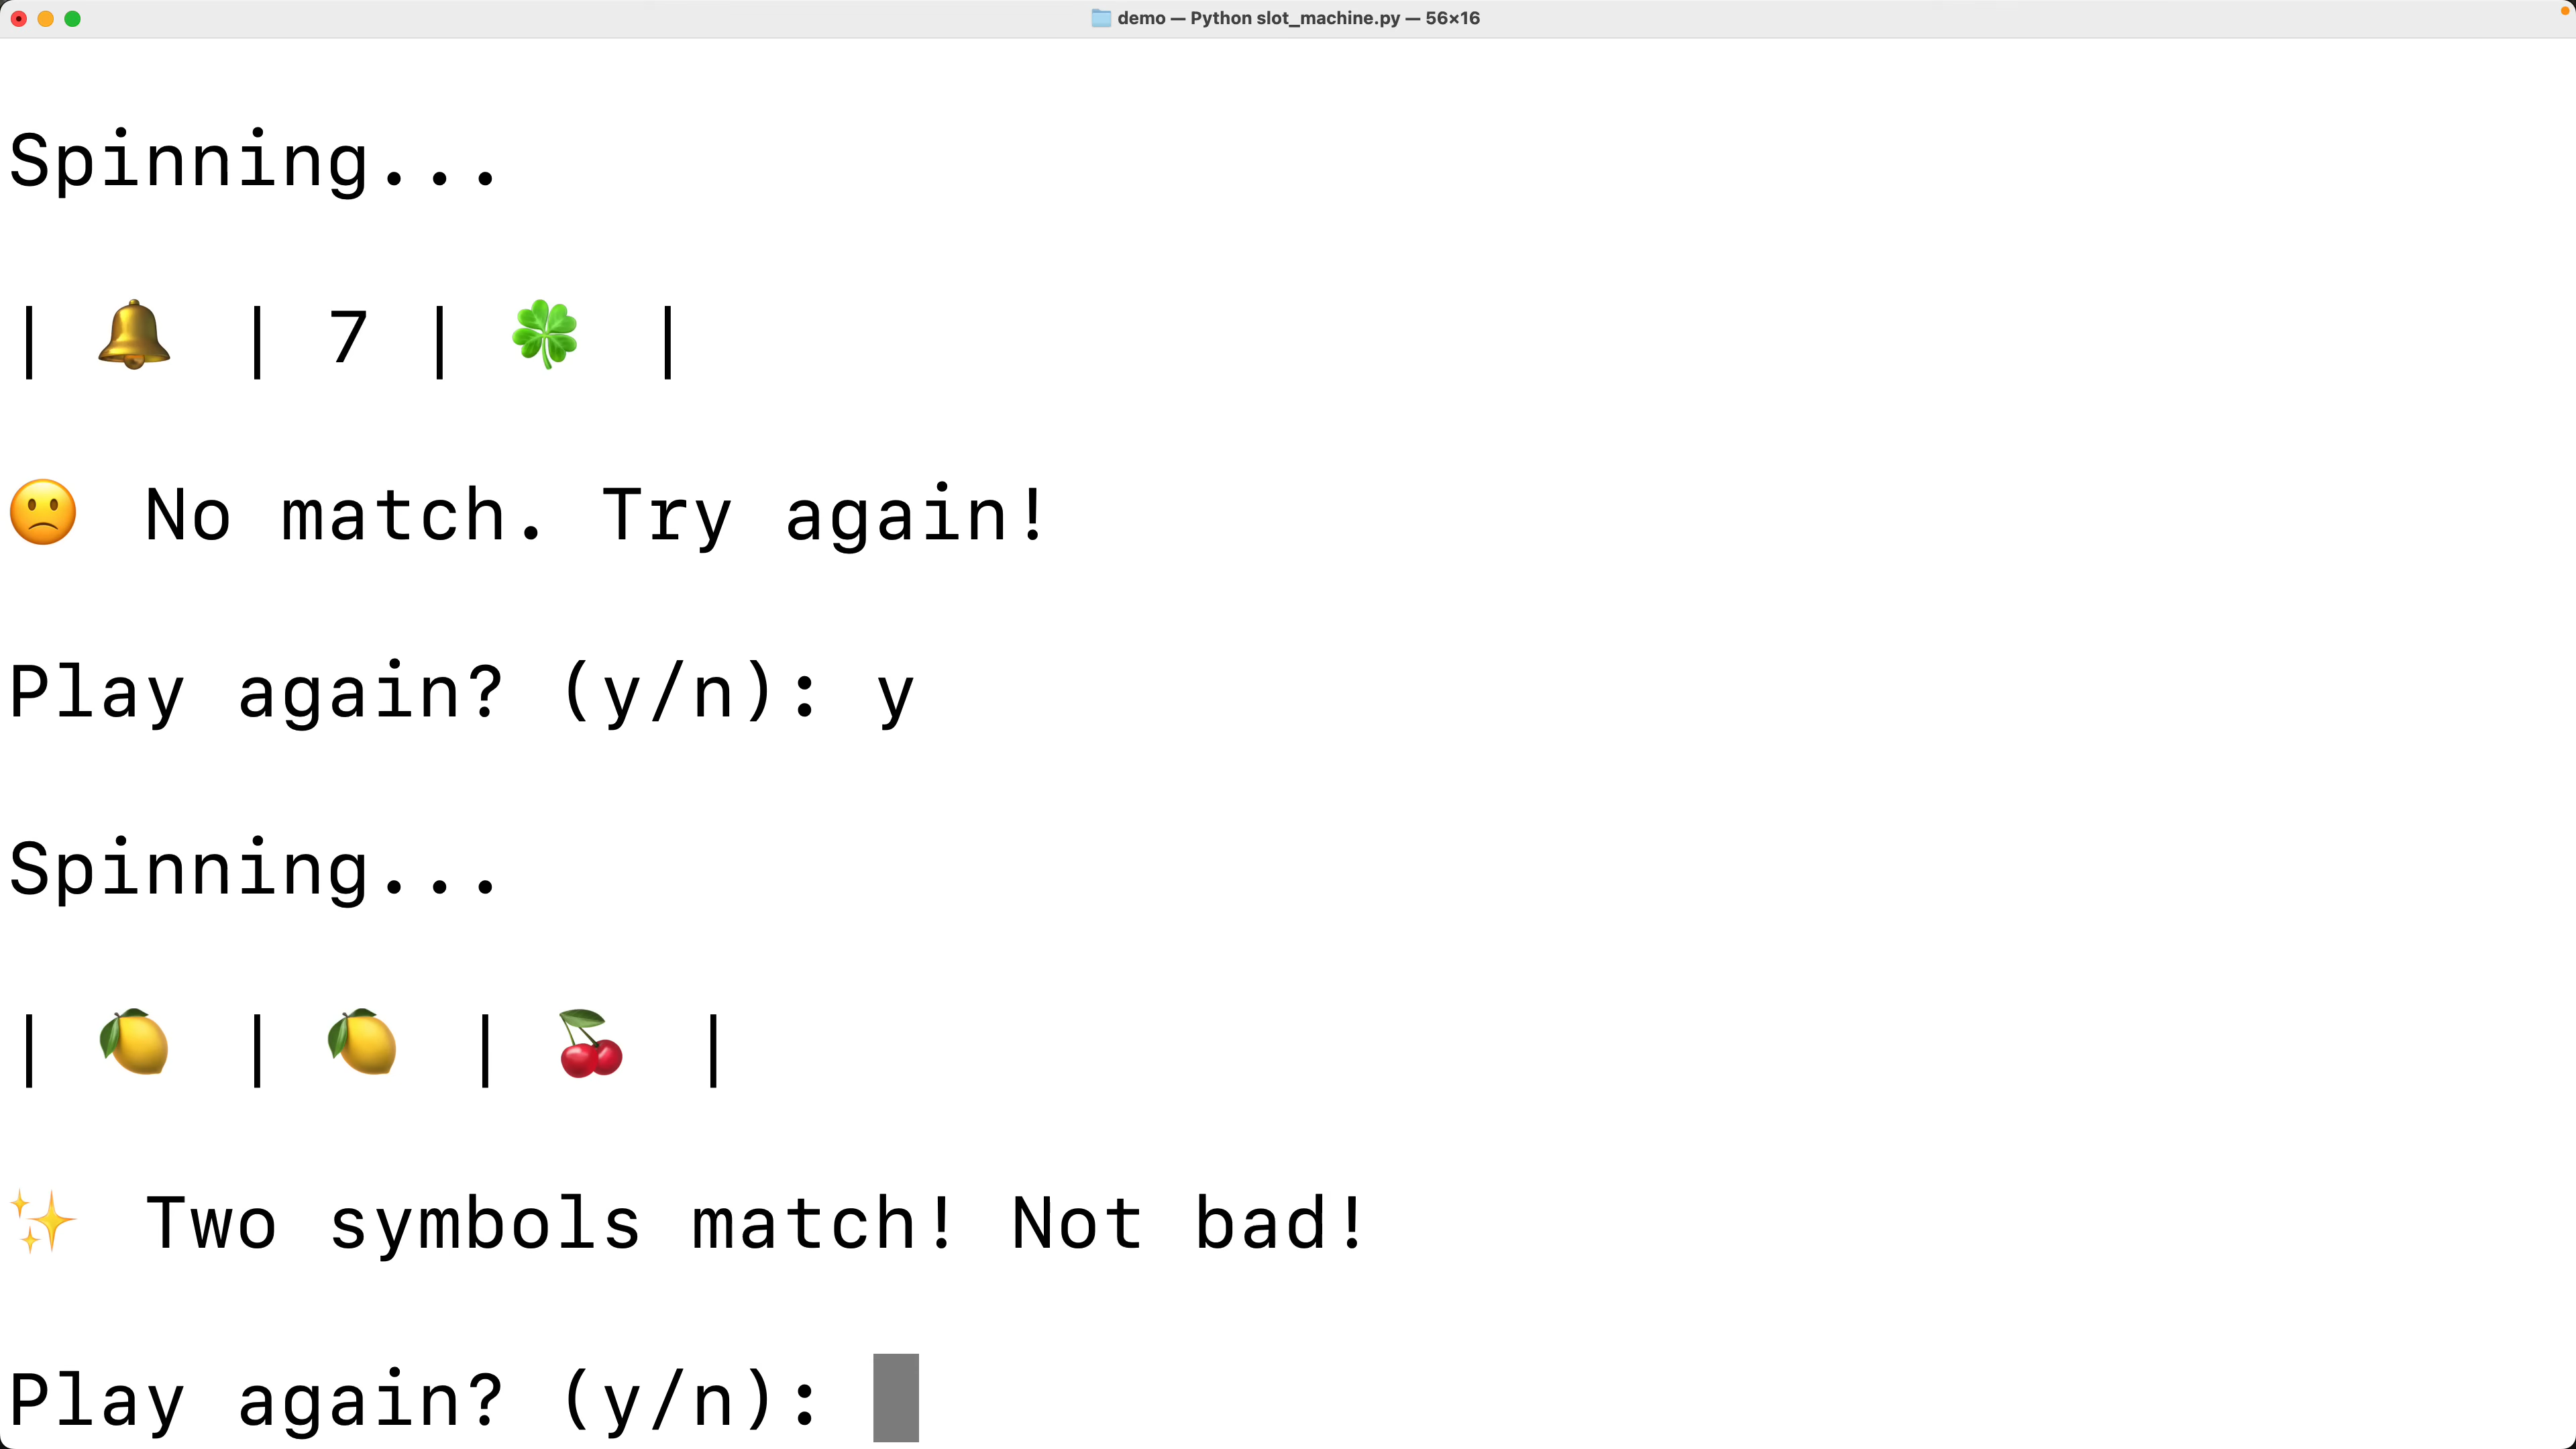 demo — Python slot_machine.py — 56×16
Spinning...
| 🔔 | 7 | 🍀 |
🙁 No match. Try again!
Play again? (y/n): y
Spinning...
| 🍋 | 🍋 | 🍒 |
✨ Two symbols match! Not bad!
Play again? (y/n):